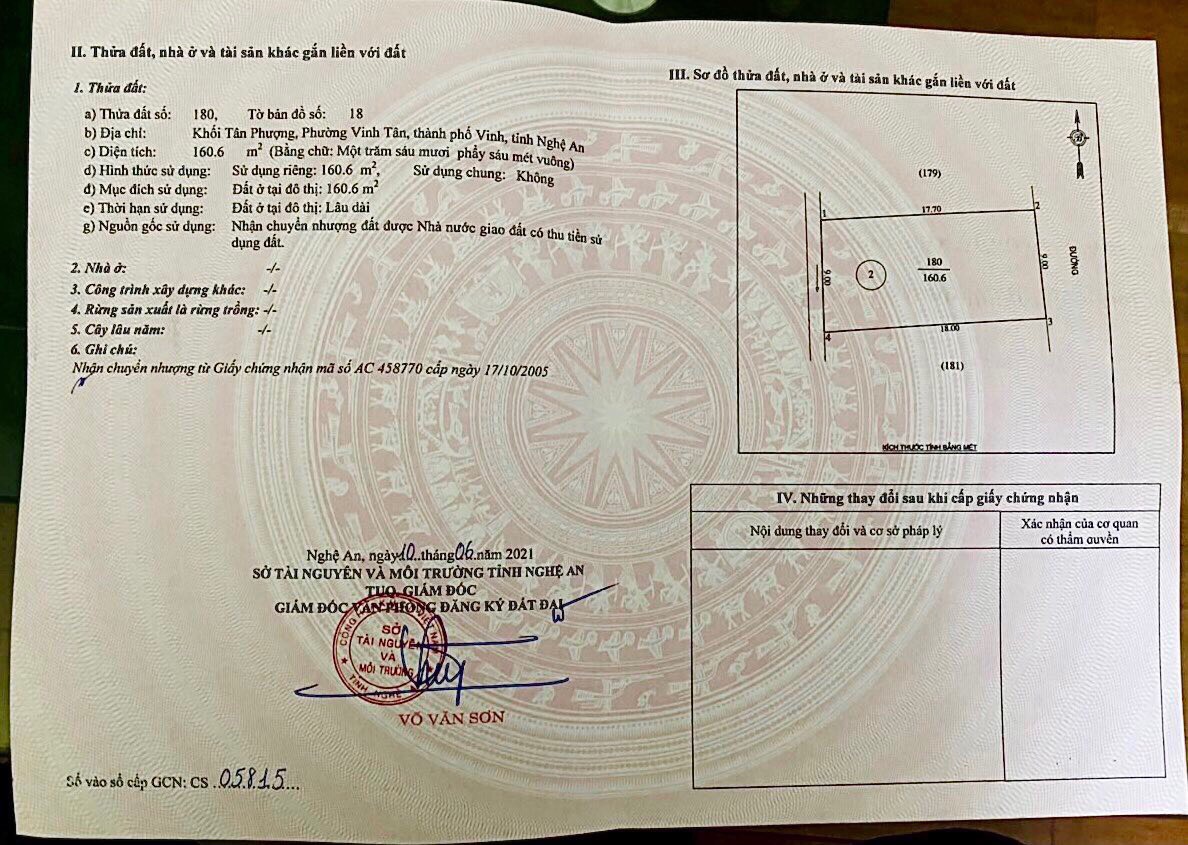 II. Thửa đất, nhà ở và tài sản khác gắn liền với đất
1. Thửa đất:
a) Thửa đất số: 180, Tờ bản đồ số: 18
b) Địa chỉ: Khối Tân Phượng, Phường Vinh Tân, thành phố Vinh, tỉnh Nghệ An
c) Diện tích: 160.6 m² (Bằng chữ: Một trăm sáu mươi phẩy sáu mét vuông)
d) Hình thức sử dụng: Sử dụng riêng: 160.6 m², Sử dụng chung: Không
đ) Mục đích sử dụng: Đất ở tại đô thị: 160.6 m²
e) Thời hạn sử dụng: Đất ở tại đô thị: Lâu dài
g) Nguồn gốc sử dụng: Nhận chuyển nhượng đất được Nhà nước giao đất có thu tiền sử
dụng đất.
2. Nhà ở: -/-
3. Công trình xây dựng khác: -/-
4. Rừng sản xuất là rừng trồng: -/-
5. Cây lâu năm: -/-
6. Ghi chú:
Nhận chuyển nhượng từ Giấy chứng nhận mã số AC 458770 cấp ngày 17/10/2005
Nghệ An, ngày 10 tháng 06 năm 2021
SỞ TÀI NGUYÊN VÀ MÔI TRƯỜNG TỈNH NGHỆ AN
TUQ. GIÁM ĐỐC
GIÁM ĐỐC VĂN PHÒNG ĐĂNG KÝ ĐẤT ĐAI
SỞ
TÀI NGUYÊN
VÀ
MÔI TRƯỜNG
TỈNH NGHỆ
VÕ VĂN SƠN
Số vào sổ cấp GCN: CS 05815
III. Sơ đồ thửa đất, nhà ở và tài sản khác gắn liền với đất
(179)
1
17.70
2
9.00
2
180
160.6
9.00
ĐƯỜNG
4
18.00
3
(181)
KÍCH THƯỚC TÍNH BẰNG MÉT
IV. Những thay đổi sau khi cấp giấy chứng nhận
Nội dung thay đổi và cơ sở pháp lý
Xác nhận của cơ quan
có thẩm quyền